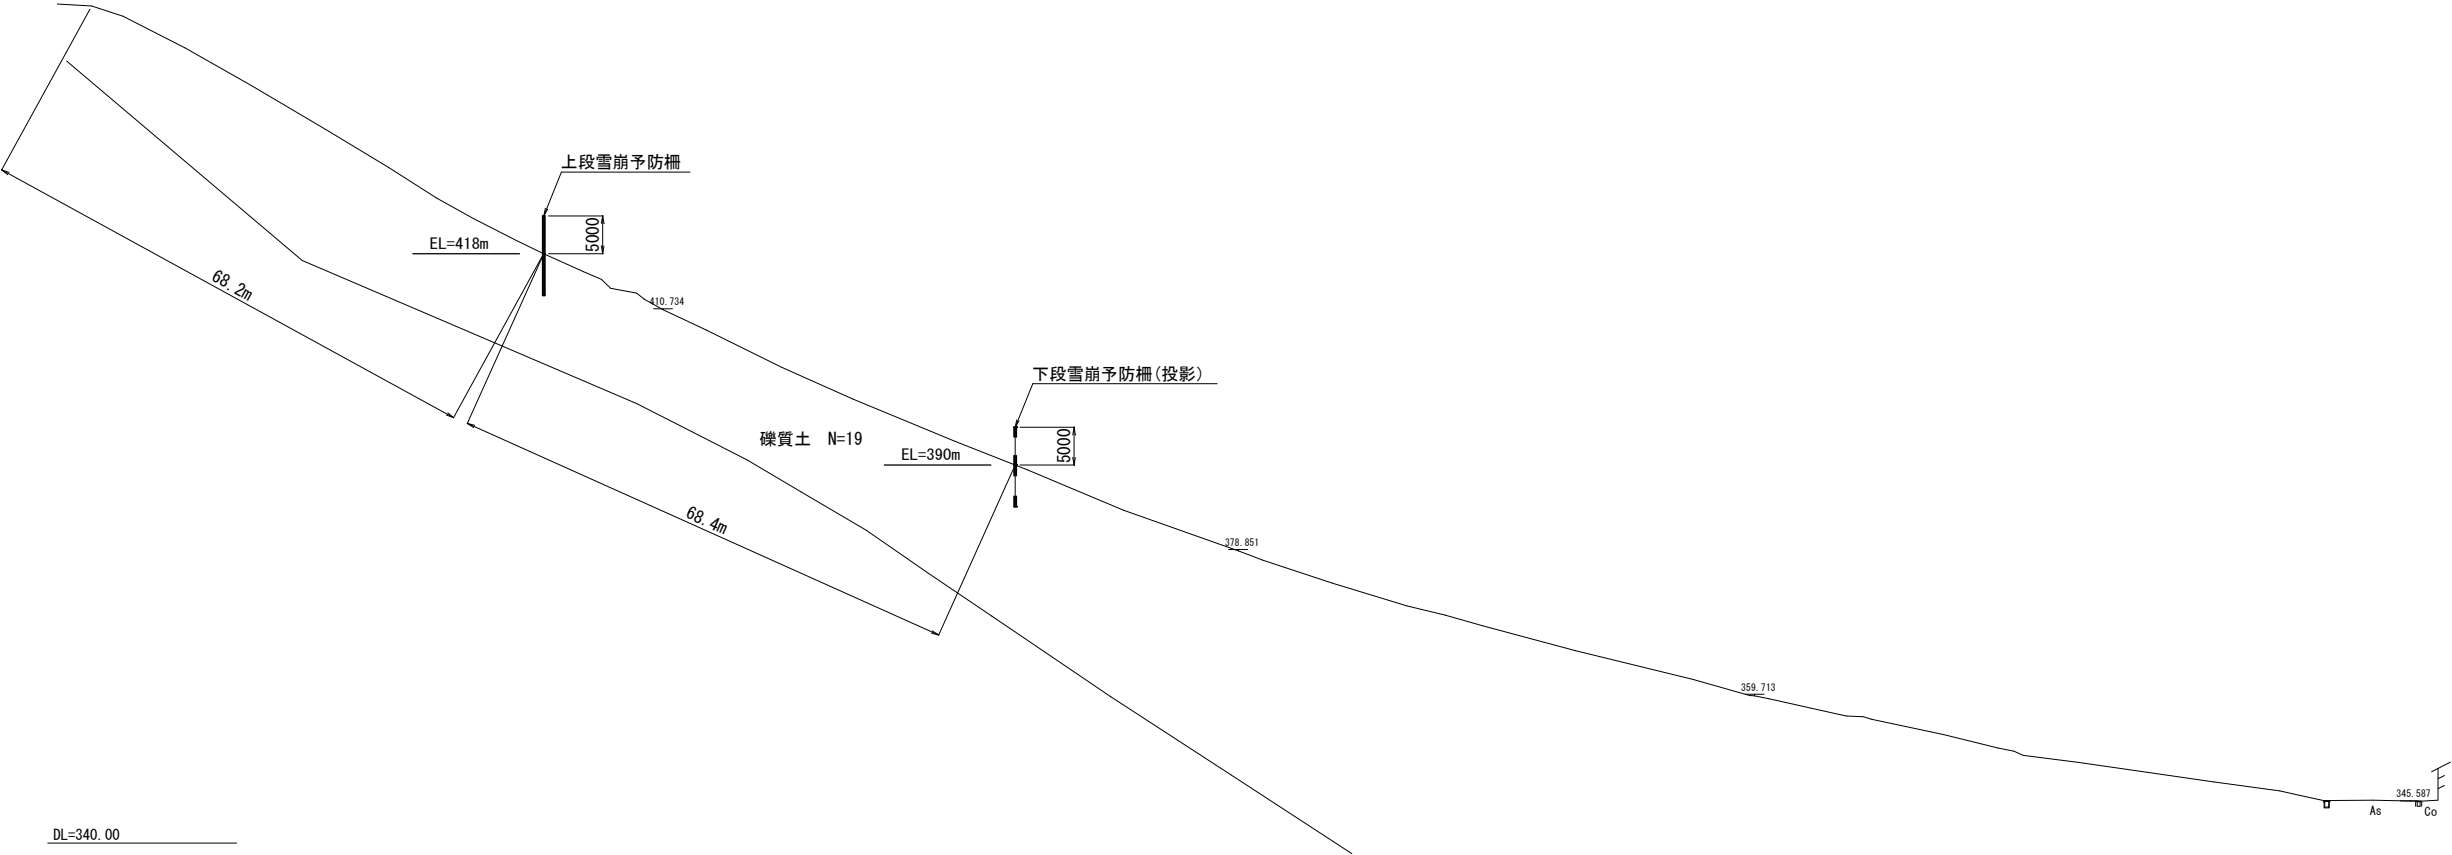 上段雪崩予防柵
5000
EL=418m
68.2m
410.734
下段雪崩予防柵(投影)
5000
礫質土 N=19
EL=390m
68.4m
378.851
359.713
345.587
As
Co
DL=340.00